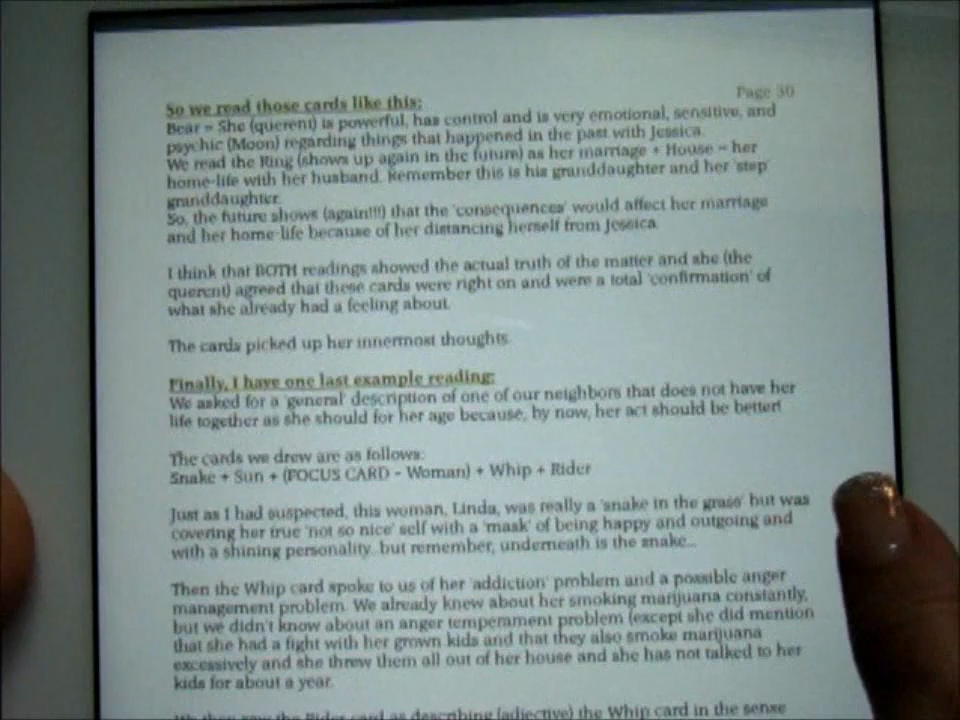 Page 30
So we read those cards like this:
Bear = She (querent) is powerful, has control and is very emotional, sensitive, and
psychic (Moon) regarding things that happened in the past with Jessica.
We read the Ring (shows up again in the future) as her marriage + House = her
home-life with her husband. Remember this is his granddaughter and her 'step'
granddaughter.
So, the future shows (again!!!) that the 'consequences' would affect her marriage
and her home-life because of her distancing herself from Jessica.
I think that BOTH readings showed the actual truth of the matter and she (the
querent) agreed that these cards were right on and were a total 'confirmation' of
what she already had a feeling about.
The cards picked up her innermost thoughts.
Finally, I have one last example reading:
We asked for a 'general' description of one of our neighbors that does not have her
life together as she should for her age because, by now, her act should be better!
The cards we drew are as follows:
Snake + Sun + (FOCUS CARD - Woman) + Whip + Rider
Just as I had suspected, this woman, Linda, was really a 'snake in the grass' but was
covering her true 'not so nice' self with a 'mask' of being happy and outgoing and
with a shining personality..but remember, underneath is the snake...
Then the Whip card spoke to us of her 'addiction' problem and a possible anger
management problem. We already knew about her smoking marijuana constantly,
but we didn't know about an anger temperament problem (except she did mention
that she had a fight with her grown kids and that they also smoke marijuana
excessively and she threw them all out of her house and she has not talked to her
kids for about a year.
We then saw the Rider card as describing (adjective) the Whip card in the sense